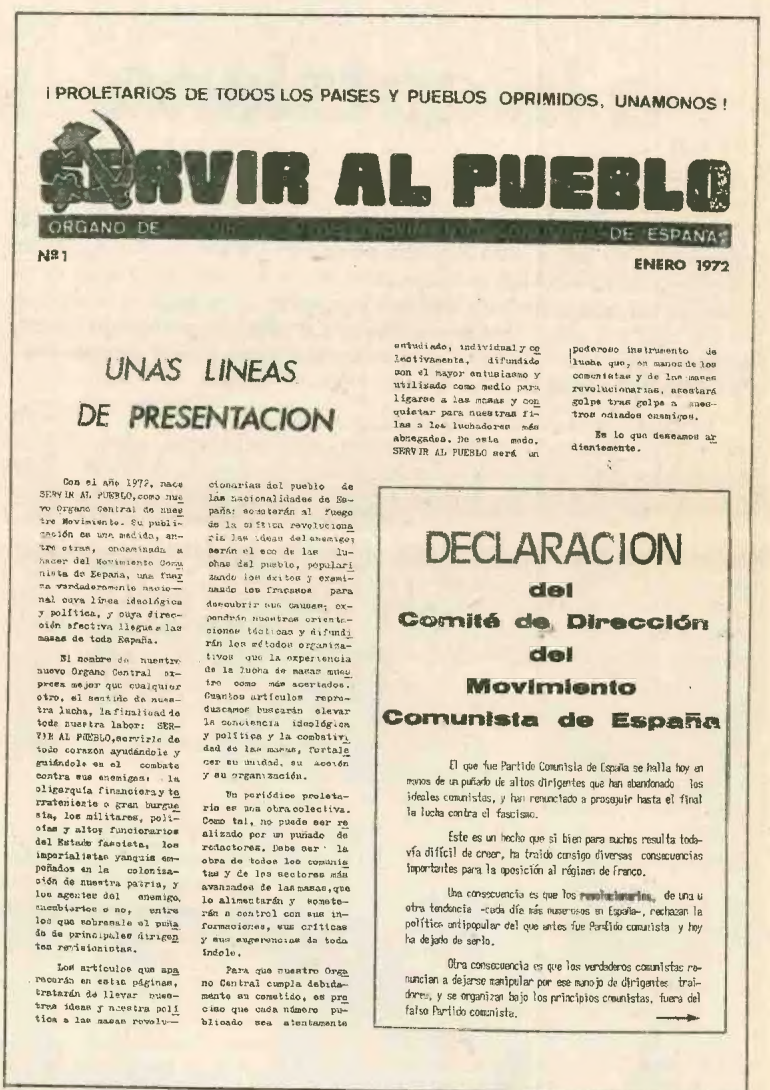 ¡ PROLETARIOS DE TODOS LOS PAISES Y PUEBLOS OPRIMIDOS, UNAMONOS !
SERVIR AL PUEBLO
ORGANO DE DE ESPAÑA
Nº1
ENERO 1972
UNAS LINEAS
DE PRESENTACION
Con el año 1972, nace
SERVIR AL PUEBLO, como nue
vo Organo Central de nues
tro Movimiento. Su publi-
cación es una medida, en-
tre otras, encaminada a
hacer del Movimiento Comu
nista de España, una fuer
za verdaderamente nacio-
nal cuya línea ideológica
y política, y cuya direc-
ción efectiva llegue a las
masas de toda España.
El nombre de nuestro
nuevo Organo Central ex-
presa mejor que cualquier
otro, el sentido de nues-
tra lucha, la finalidad de
toda nuestra labor: SER-
VIR AL PUEBLO, servirle de
todo corazón ayudándole y
guiándole en el combate
contra sus enemigos: la
oligarquía financiera y te
rrateniente o gran burgue
sía, los militares, poli-
cías y altos funcionarios
del Estado fascista, los
imperialistas yanquis em-
peñados en la coloniza-
ción de nuestra patria, y
los agentes del enemigo,
encubiertos o no, entre
los que sobresale el puña
do de principales dirigen
tes revisionistas.
Los artículos que apa
recerán en estas páginas,
tratarán de llevar nues-
tras ideas y nuestra polí
tica a las masas revolu-
cionarias del pueblo de
las nacionalidades de Es-
paña; someterán al fuego
de la crítica revoluciona
ria las ideas del enemigo;
serán el eco de las lu-
chas del pueblo, populari
zando los éxitos y exami-
nando los fracasos para
descubrir sus causas; ex-
pondrán nuestras orienta-
ciones tácticas y difundi
rán los métodos organiza-
tivos que la experiencia
de la lucha de masas mues
tre como más acertados.
Cuantos artículos repro-
duzcamos buscarán elevar
la conciencia ideológica
y política y la combativi
dad de las masas, fortale
cer su unidad, su acción
y su organización.
Un periódico proleta-
rio es una obra colectiva.
Como tal, no puede ser re
alizado por un puñado de
redactores. Debe ser la
obra de todos los comunis
tas y de los sectores más
avanzados de las masas, que
lo alimentarán y somete-
rán a control con sus in-
formaciones, sus críticas
y sus sugerencias de toda
índole.
Para que nuestro Orga
no Central cumpla debida-
mente su cometido, es pre
ciso que cada número pu-
blicado sea atentamente
estudiado, individual y co
lectivamente, difundido
con el mayor entusiasmo y
utilizado como medio para
ligarse a las masas y con
quistar para nuestras fi-
las a los luchadores más
abnegados. De este modo,
SERVIR AL PUEBLO será un
poderoso instrumento de
lucha que, en manos de los
comunistas y de las masas
revolucionarias, asestará
golpe tras golpe a nues-
tros odiados enemigos.
Es lo que deseamos ar
dientemente.
DECLARACION
del
Comité de Dirección
del
Movimiento
Comunista de España
El que fue Partido Comunista de España se halla hoy en
manos de un puñado de altos dirigentes que han abandonado los
ideales comunistas, y han renunciado a proseguir hasta el final
la lucha contra el fascismo.
Este es un hecho que si bien para muchos resulta toda-
vía difícil de creer, ha traido consigo diversas consecuencias
importantes para la oposición al régimen de Franco.
Una consecuencia es que los revolucionarios, de una u
otra tendencia -cada día más numerosos en España-, rechazan la
política antipopular del que antes fue Partido comunista y hoy
ha dejado de serlo.
Otra consecuencia es que los verdaderos comunistas re-
nuncian a dejarse manipular por ese manojo de dirigentes trai-
dores, y se organizan bajo los principios comunistas, fuera del
falso Partido comunista.